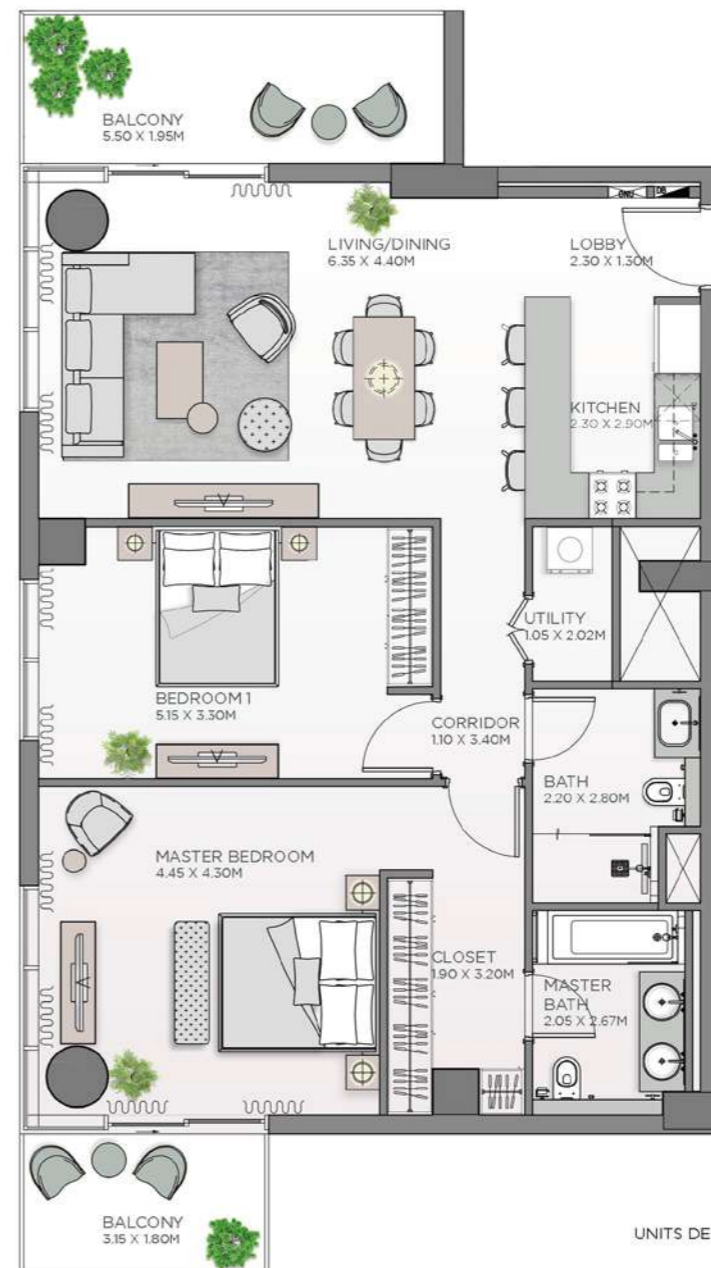 BALCONY
5.50 X 1.95M
LIVING/DINING
6.35 X 4.40M
LOBBY
2.30 X 1.30M
KITCHEN
2.30 X 2.90M
UTILITY
1.05 X 2.02M
BEDROOM 1
5.15 X 3.30M
CORRIDOR
1.10 X 3.40M
BATH
2.20 X 2.80M
MASTER BEDROOM
4.45 X 4.30M
CLOSET
1.90 X 3.20M
MASTER
BATH
2.05 X 2.67M
BALCONY
3.15 X 1.80M
UNITS DE